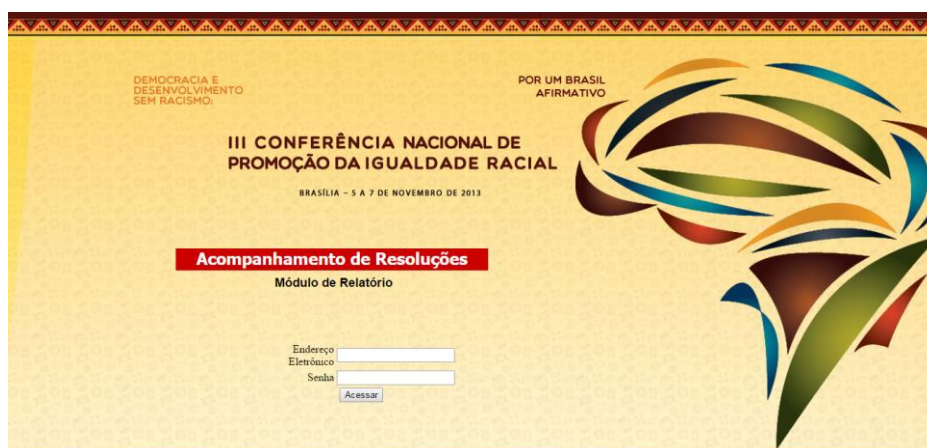 DEMOCRACIA E
DESENVOLVIMENTO
SEM RACISMO:
POR UM BRASIL
AFIRMATIVO
III CONFERÊNCIA NACIONAL DE
PROMOÇÃO DA IGUALDADE RACIAL
BRASÍLIA – 5 A 7 DE NOVEMBRO DE 2013
Acompanhamento de Resoluções
Módulo de Relatório
Endereço
Eletrônico
Senha
Acessar